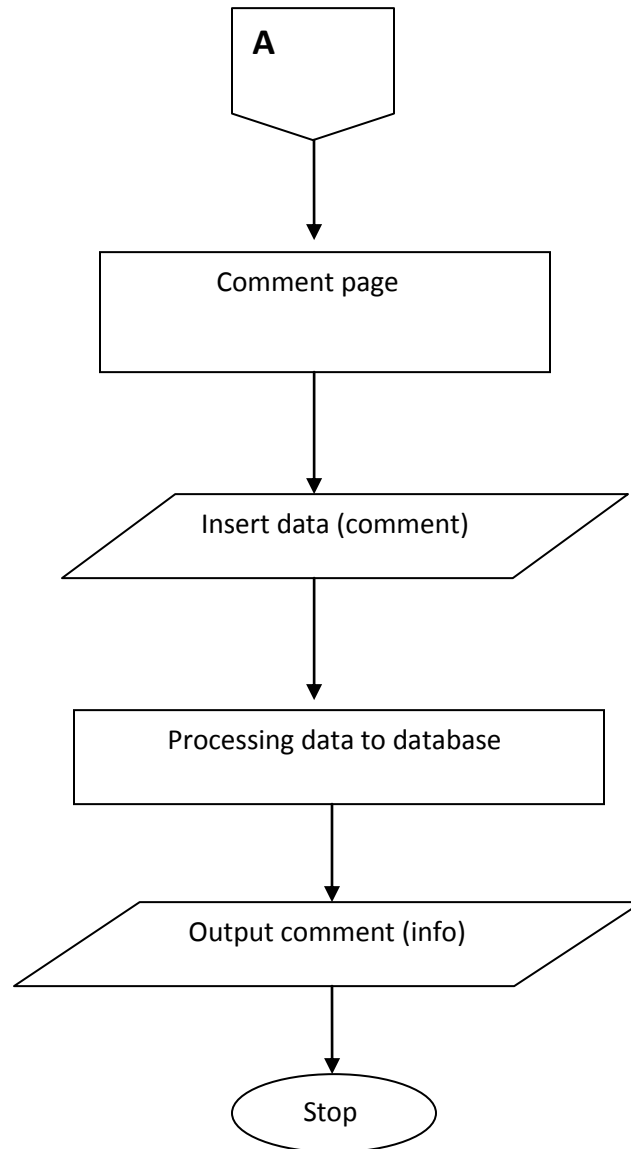 A
Comment page
Insert data (comment)
Processing data to database
Output comment (info)
Stop